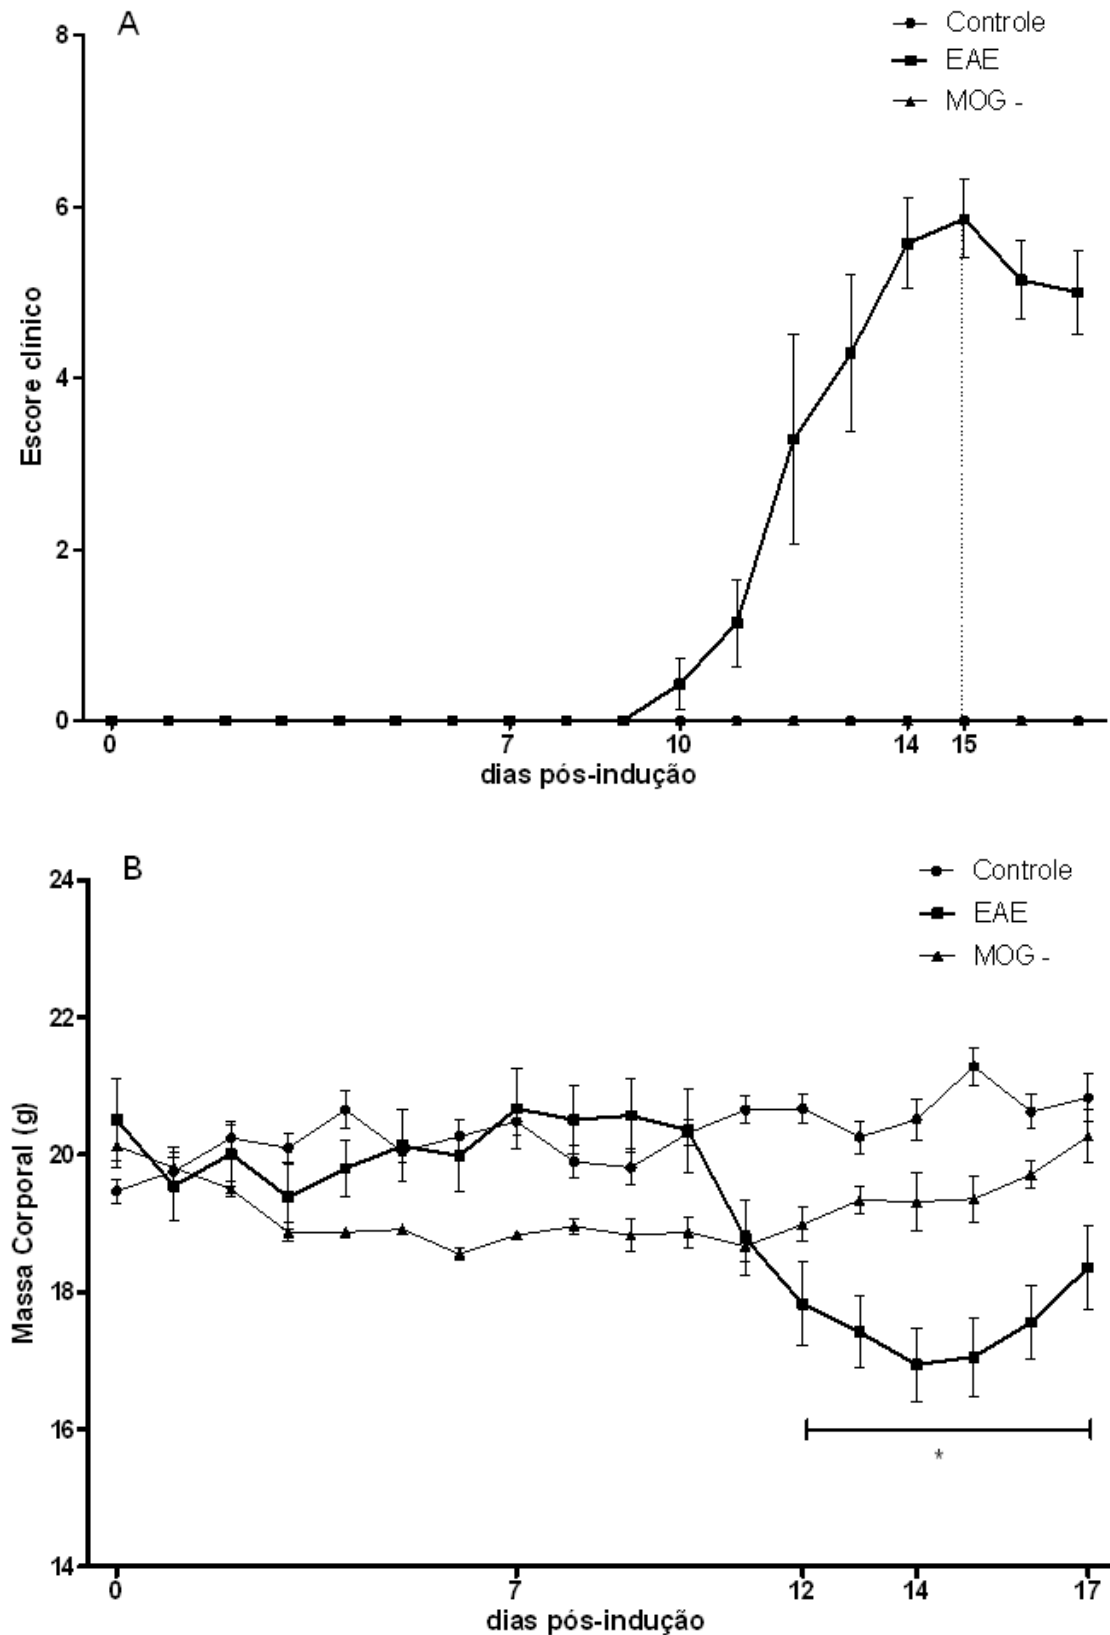 A
Controle
EAE
MOG -
8
6
4
2
0
Escore clínico
0 7 10 14 15
dias pós-indução
B
Controle
EAE
MOG -
24
22
20
18
16
14
Massa Corporal (g)
*
0 7 12 14 17
dias pós-indução